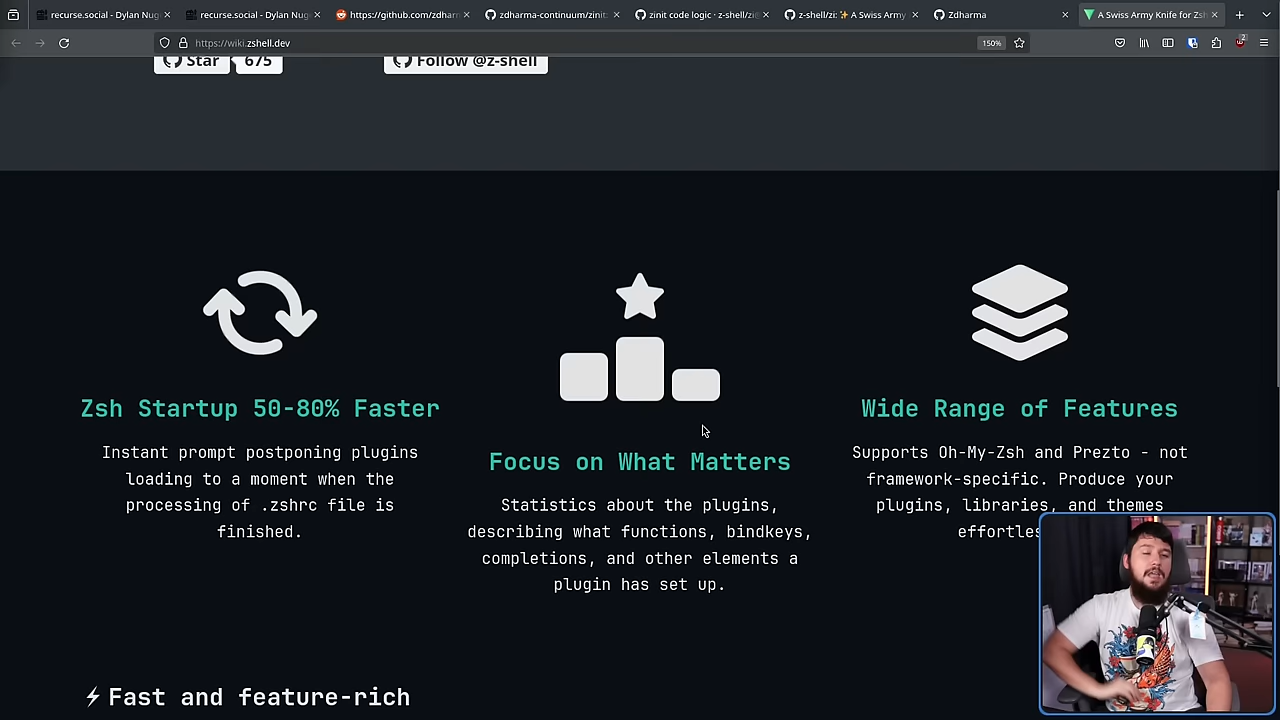 recurse.social - Dylan Nug
recurse.social - Dylan Nug
https://github.com/zdharm
zdharma-continuum/zinit:
zinit code logic · z-shell/zi
z-shell/zi: ✨ A Swiss Army
Zdharma
A Swiss Army Knife for Zsh
https://wiki.zshell.dev
150%
2
Star
675
Follow @z-shell
Zsh Startup 50-80% Faster
Instant prompt postponing plugins
loading to a moment when the
processing of .zshrc file is
finished.
Focus on What Matters
Statistics about the plugins,
describing what functions, bindkeys,
completions, and other elements a
plugin has set up.
Wide Range of Features
Supports Oh-My-Zsh and Prezto - not
framework-specific. Produce your
plugins, libraries, and themes
effortles
⚡Fast and feature-rich